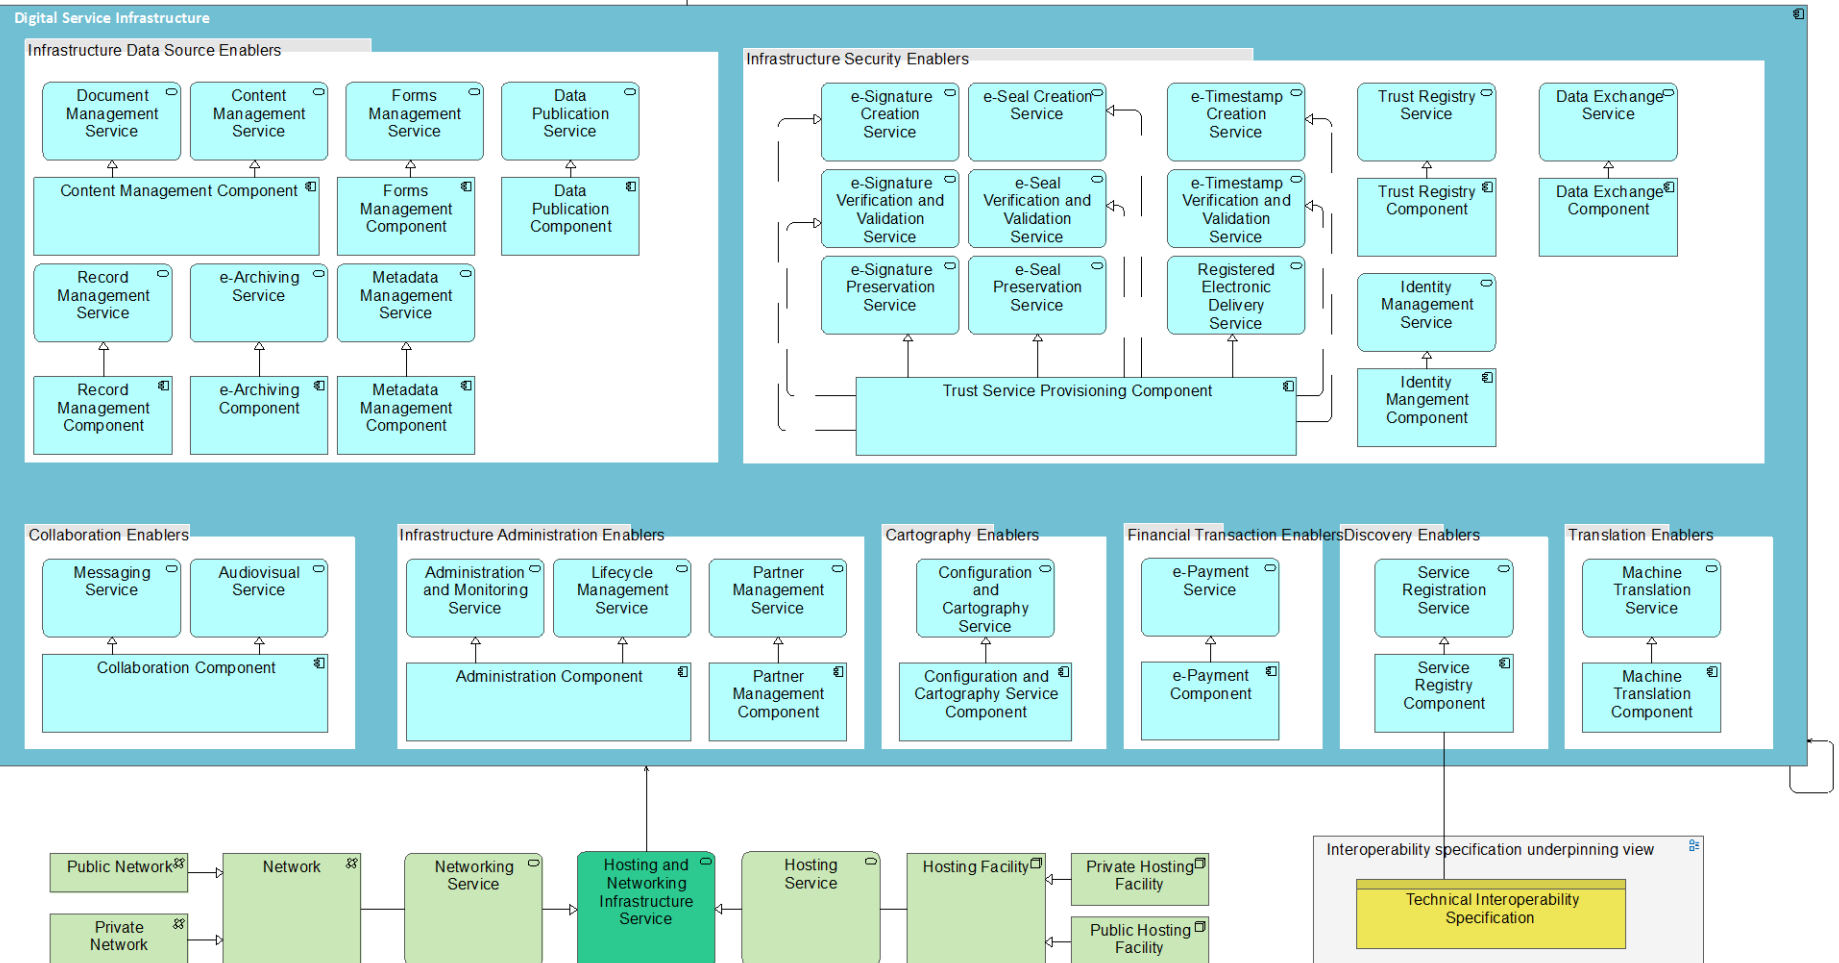 Digital Service Infrastructure
Infrastructure Data Source Enablers
Document
Management
Service
Content
Management
Service
Forms
Management
Service
Data
Publication
Service
Content Management Component
Forms
Management
Component
Data
Publication
Component
Record
Management
Service
e-Archiving
Service
Metadata
Management
Service
Record
Management
Component
e-Archiving
Component
Metadata
Management
Component
Infrastructure Security Enablers
e-Signature
Creation
Service
e-Seal Creation
Service
e-Timestamp
Creation
Service
Trust Registry
Service
Data Exchange
Service
e-Signature
Verification and
Validation
Service
e-Seal
Verification and
Validation
Service
e-Timestamp
Verification and
Validation
Service
Trust Registry
Component
Data Exchange
Component
e-Signature
Preservation
Service
e-Seal
Preservation
Service
Registered
Electronic
Delivery
Service
Identity
Management
Service
Trust Service Provisioning Component
Identity
Mangement
Component
Collaboration Enablers
Messaging
Service
Audiovisual
Service
Collaboration Component
Infrastructure Administration Enablers
Administration
and Monitoring
Service
Lifecycle
Management
Service
Partner
Management
Service
Administration Component
Partner
Management
Component
Cartography Enablers
Configuration
and
Cartography
Service
Configuration and
Cartography Service
Component
Financial Transaction Enablers
e-Payment
Service
e-Payment
Component
Discovery Enablers
Service
Registration
Service
Service
Registry
Component
Translation Enablers
Machine
Translation
Service
Machine
Translation
Component
Public Network
Private
Network
Network
Networking
Service
Hosting and
Networking
Infrastructure
Service
Hosting
Service
Hosting Facility
Private Hosting
Facility
Public Hosting
Facility
Interoperability specification underpinning view
Technical Interoperability
Specification